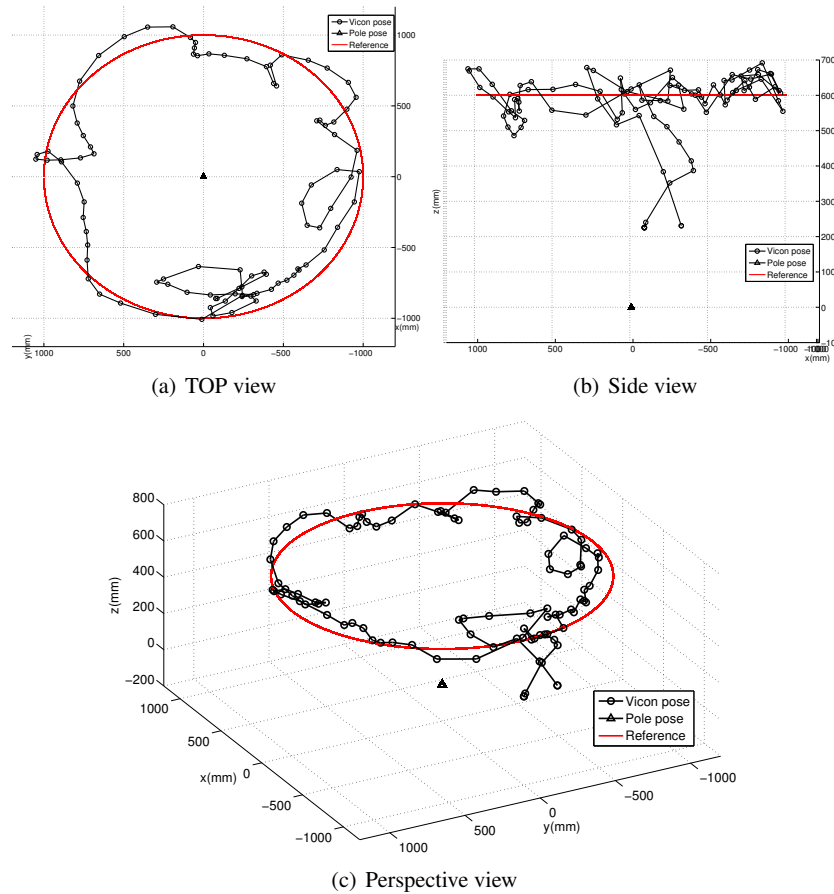 Vicon pose
Pole pose
Reference
1000
500
0
−500
−1000
x(mm)
y(mm)
1000
500
0
−500
−1000
(a) TOP view
700
600
500
400
300
200
100
0
z(mm)
Vicon pose
Pole pose
Reference
1000
500
0
−500
−1000
x(mm)
(b) Side view
800
600
400
200
0
−200
z(mm)
1000
500
0
−500
−1000
x(mm)
1000
500
0
−500
−1000
y(mm)
Vicon pose
Pole pose
Reference
(c) Perspective view